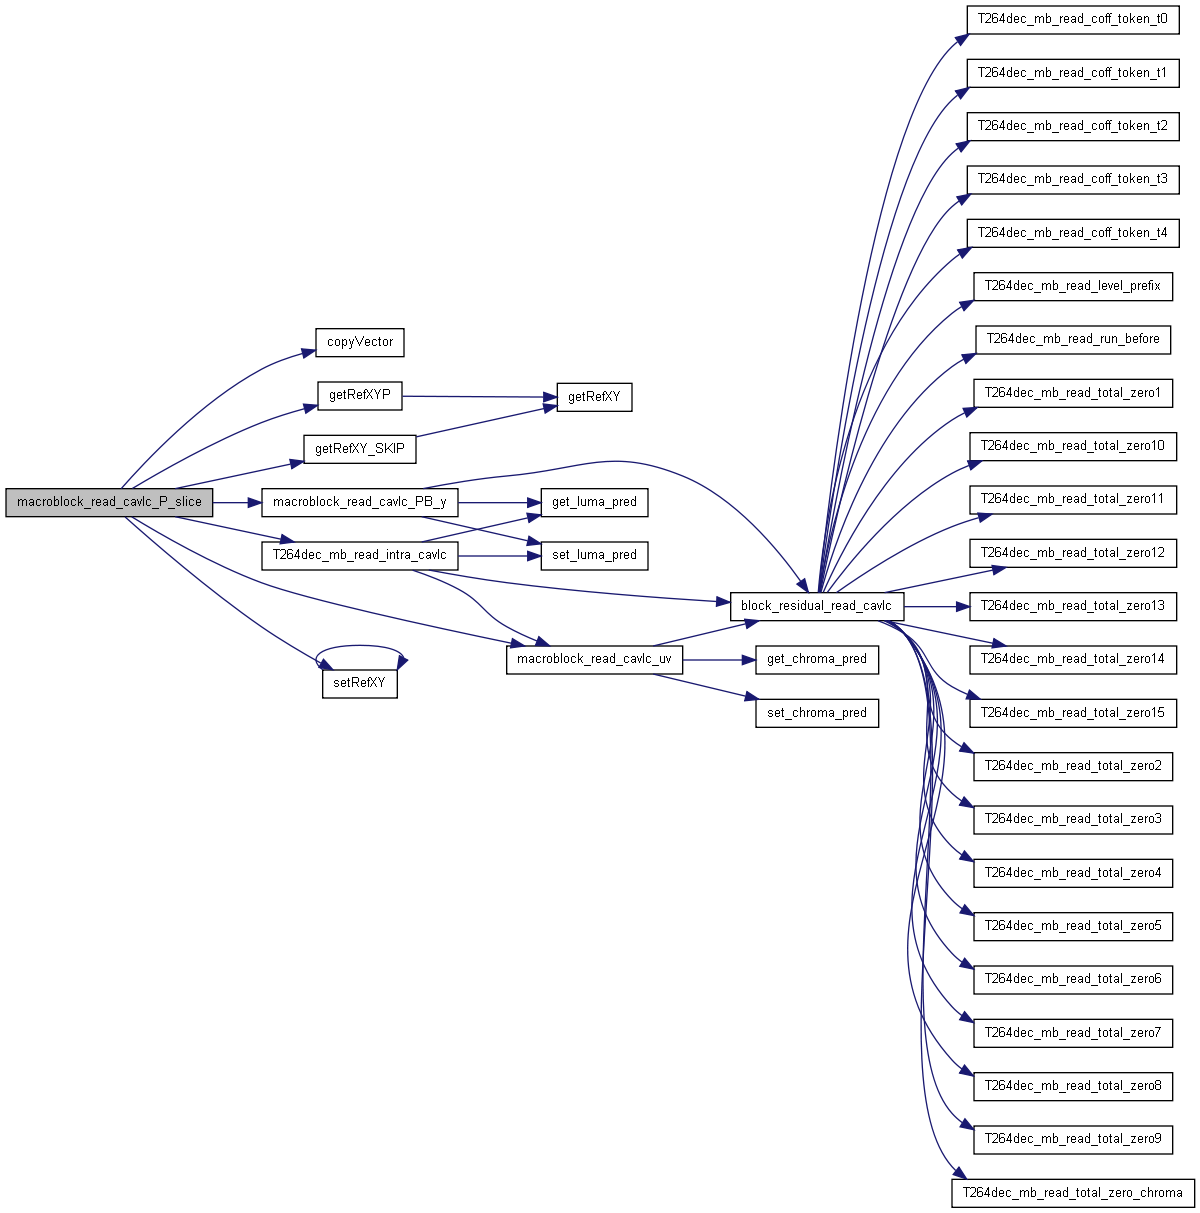 macroblock_read_cavlc_P_slice
copyVector
getRefXYP
getRefXY_SKIP
macroblock_read_cavlc_PB_y
T264dec_mb_read_intra_cavlc
setRefXY
getRefXY
get_luma_pred
set_luma_pred
macroblock_read_cavlc_uv
block_residual_read_cavlc
get_chroma_pred
set_chroma_pred
T264dec_mb_read_coff_token_t0
T264dec_mb_read_coff_token_t1
T264dec_mb_read_coff_token_t2
T264dec_mb_read_coff_token_t3
T264dec_mb_read_coff_token_t4
T264dec_mb_read_level_prefix
T264dec_mb_read_run_before
T264dec_mb_read_total_zero1
T264dec_mb_read_total_zero10
T264dec_mb_read_total_zero11
T264dec_mb_read_total_zero12
T264dec_mb_read_total_zero13
T264dec_mb_read_total_zero14
T264dec_mb_read_total_zero15
T264dec_mb_read_total_zero2
T264dec_mb_read_total_zero3
T264dec_mb_read_total_zero4
T264dec_mb_read_total_zero5
T264dec_mb_read_total_zero6
T264dec_mb_read_total_zero7
T264dec_mb_read_total_zero8
T264dec_mb_read_total_zero9
T264dec_mb_read_total_zero_chroma